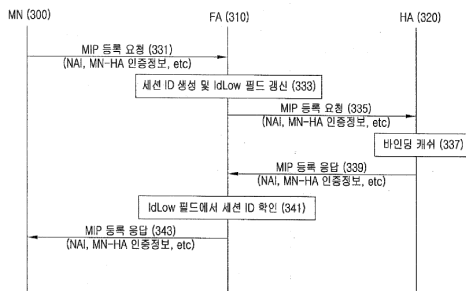 MN (300) FA (310) HA (320)
MIP 등록 요청 (331)
(NAI, MN-HA 인증정보, etc)
세션 ID 생성 및 IdLow 필드 갱신 (333)
MIP 등록 요청 (335)
(NAI, MN-HA 인증정보, etc)
바인딩 캐쉬 (337)
MIP 등록 응답 (339)
(NAI, MN-HA 인증정보, etc)
IdLow 필드에서 세션 ID 확인 (341)
MIP 등록 응답 (343)
(NAI, MN-HA 인증정보, etc)